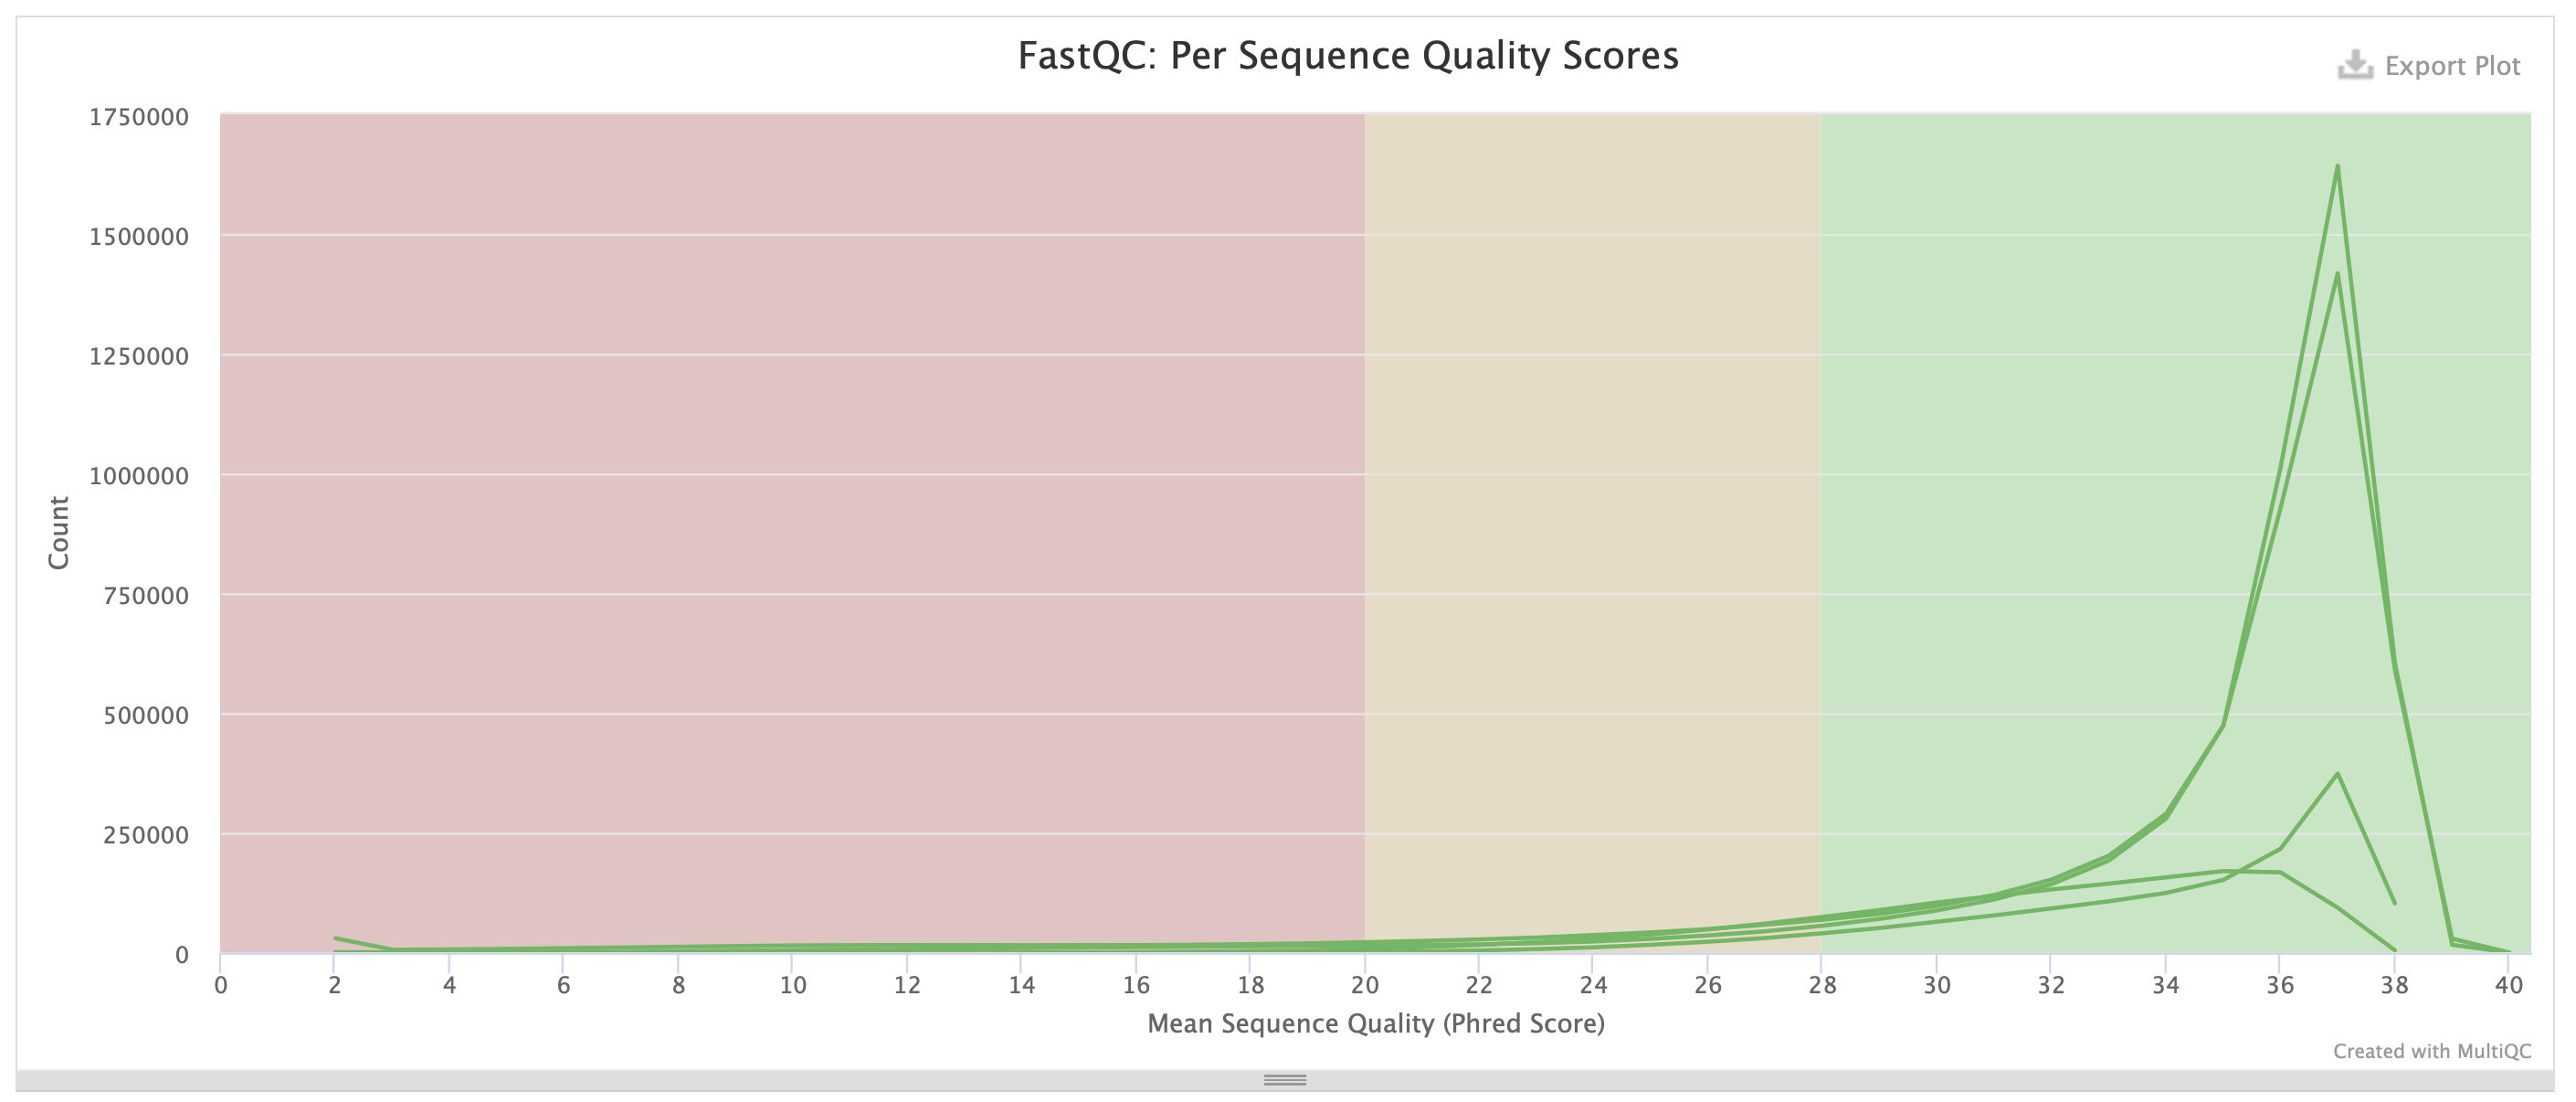 FastQC: Per Sequence Quality Scores
Export Plot
1750000
1500000
1250000
1000000
750000
500000
250000
0
Count
0 2 4 6 8 10 12 14 16 18 20 22 24 26 28 30 32 34 36 38 40
Mean Sequence Quality (Phred Score)
Created with MultiQC